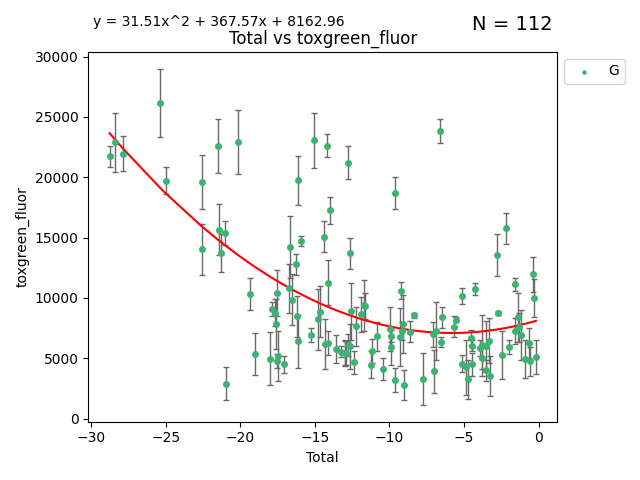 y = 31.51x^2 + 367.57x + 8162.96
N = 112
Total vs toxgreen_fluor
G
toxgreen_fluor
30000
25000
20000
15000
10000
5000
0
−30
−25
−20
−15
−10
−5
0
Total